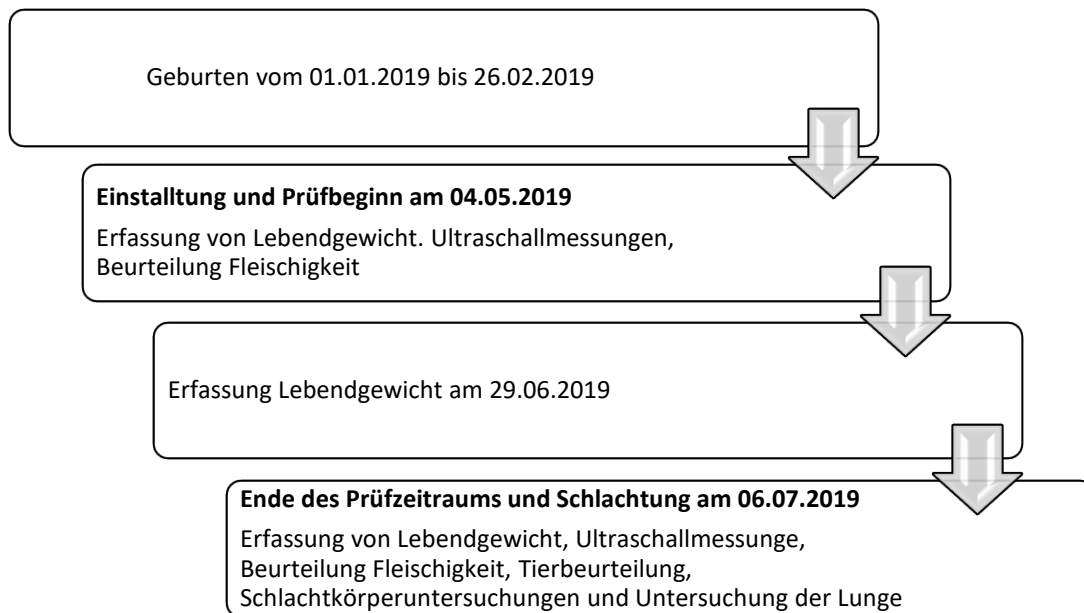 Geburten vom 01.01.2019 bis 26.02.2019
Einstalltung und Prüfbeginn am 04.05.2019
Erfassung von Lebendgewicht. Ultraschallmessungen,
Beurteilung Fleischigkeit
Erfassung Lebendgewicht am 29.06.2019
Ende des Prüfzeitraums und Schlachtung am 06.07.2019
Erfassung von Lebendgewicht, Ultraschallmessunge,
Beurteilung Fleischigkeit, Tierbeurteilung,
Schlachtkörperuntersuchungen und Untersuchung der Lunge